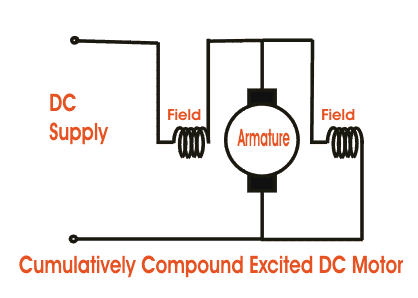 DC
Supply
Field
Armature
Field
Cumulatively Compound Excited DC Motor